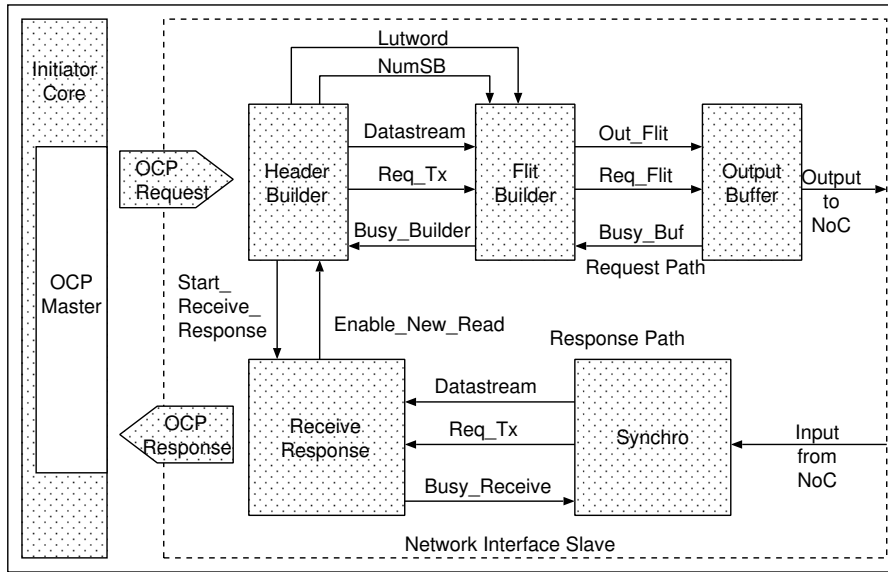 Lutword
NumSB
Initiator
Core
Datastream
Out_Flit
OCP
Request
Header
Builder
Req_Tx
Flit
Builder
Req_Flit
Output
Buffer
Output
to
NoC
Busy_Builder
Busy_Buf
Request Path
OCP
Master
Start_
Receive_
Response
Enable_New_Read
Response Path
Datastream
OCP
Response
Receive
Response
Req_Tx
Synchro
Input
from
NoC
Busy_Receive
Network Interface Slave